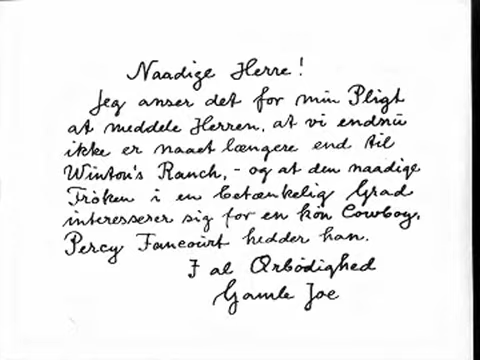 Naadige Herre!
Jeg anser det for min Pligt
at meddele Herren, at vi endnu
ikke er naaet længere end til
Winton's Ranch, - og at den naadige
Frøken i en betænkelig Grad
interesserer sig for en køn Cowboy.
Percy Fancourt hedder han.
I al Ærbødighed
Gamle Joe